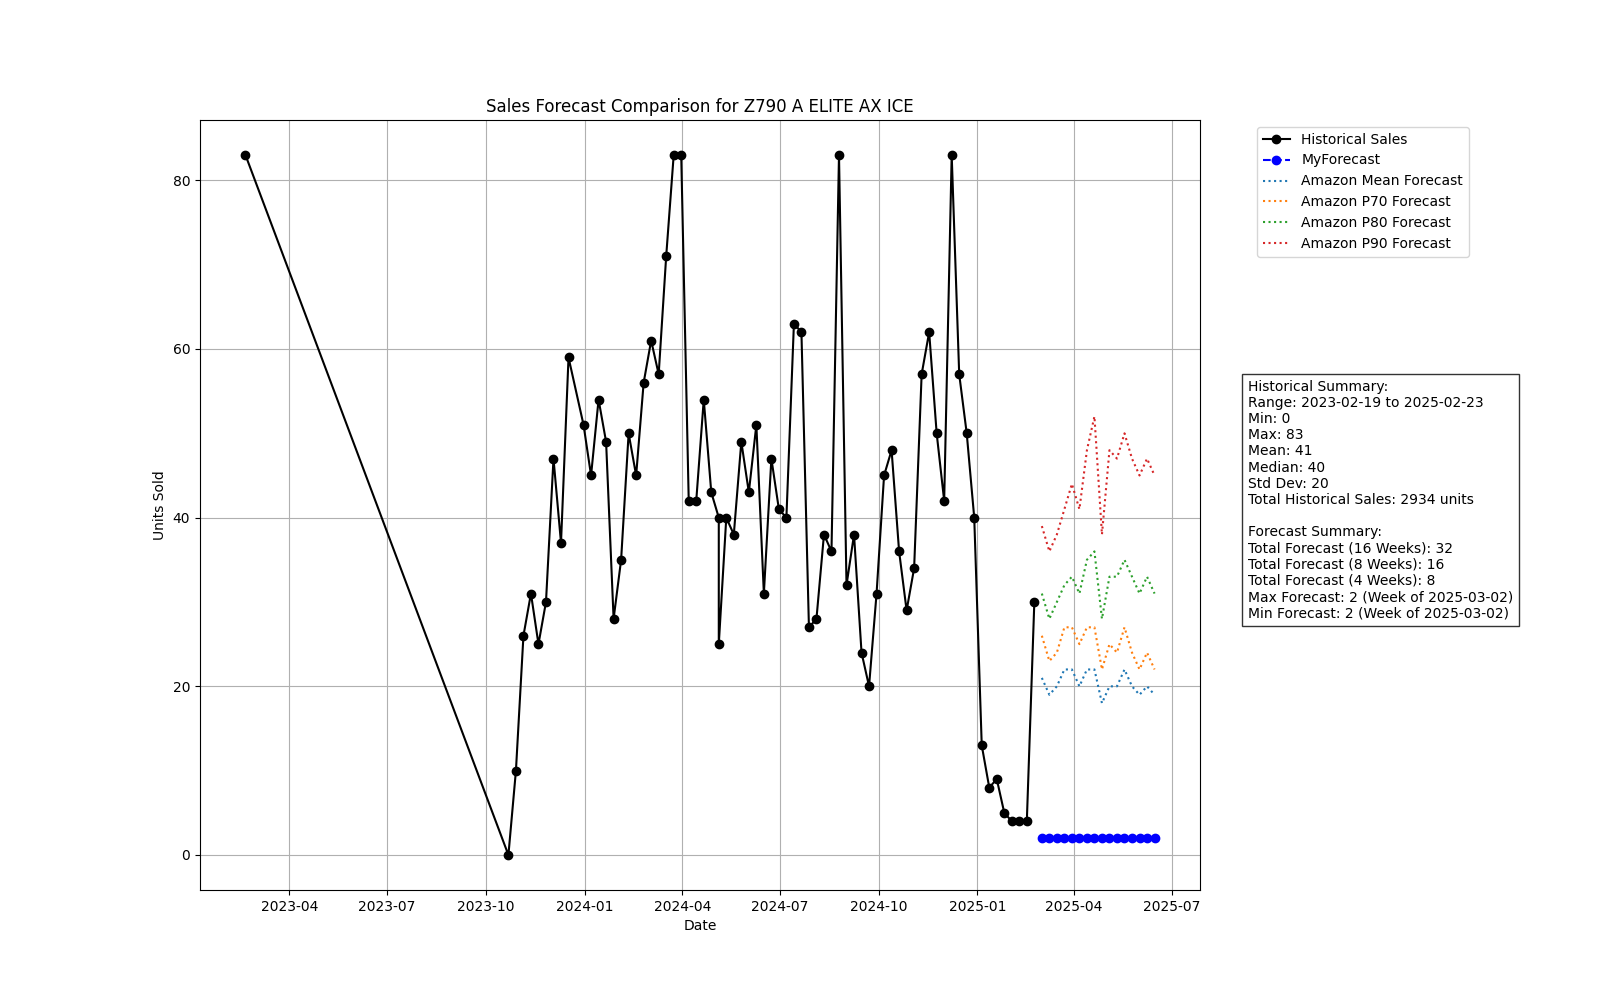 Sales Forecast Comparison for Z790 A ELITE AX ICE
Units Sold
80
60
40
20
0
2023-04
2023-07
2023-10
2024-01
2024-04
2024-07
2024-10
2025-01
2025-04
2025-07
Date
Historical Sales
MyForecast
Amazon Mean Forecast
Amazon P70 Forecast
Amazon P80 Forecast
Amazon P90 Forecast
Historical Summary:
Range: 2023-02-19 to 2025-02-23
Min: 0
Max: 83
Mean: 41
Median: 40
Std Dev: 20
Total Historical Sales: 2934 units
Forecast Summary:
Total Forecast (16 Weeks): 32
Total Forecast (8 Weeks): 16
Total Forecast (4 Weeks): 8
Max Forecast: 2 (Week of 2025-03-02)
Min Forecast: 2 (Week of 2025-03-02)